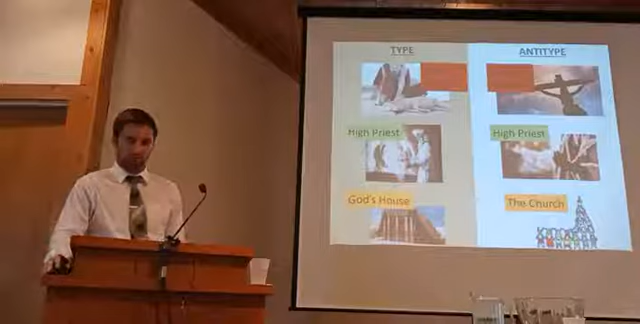 TYPE
ANTITYPE
High Priest
High Priest
God's House
The Church